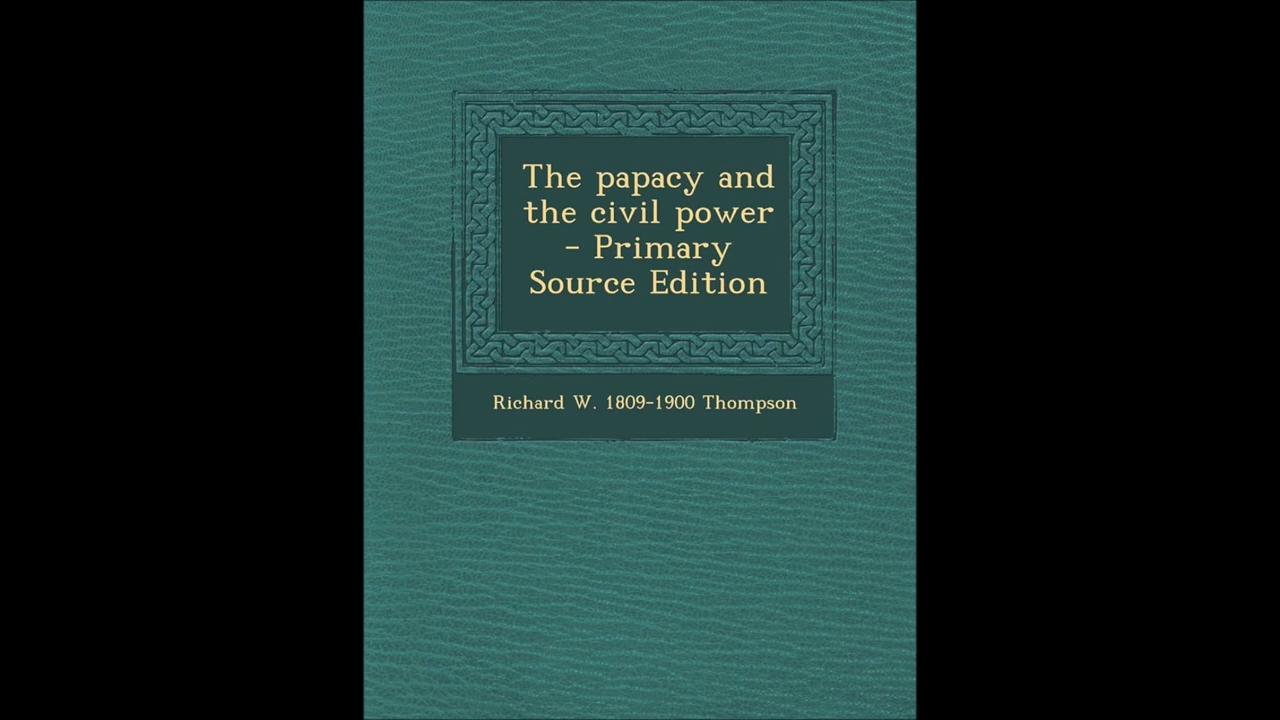 The papacy and
the civil power
- Primary
Source Edition
Richard W. 1809-1900 Thompson